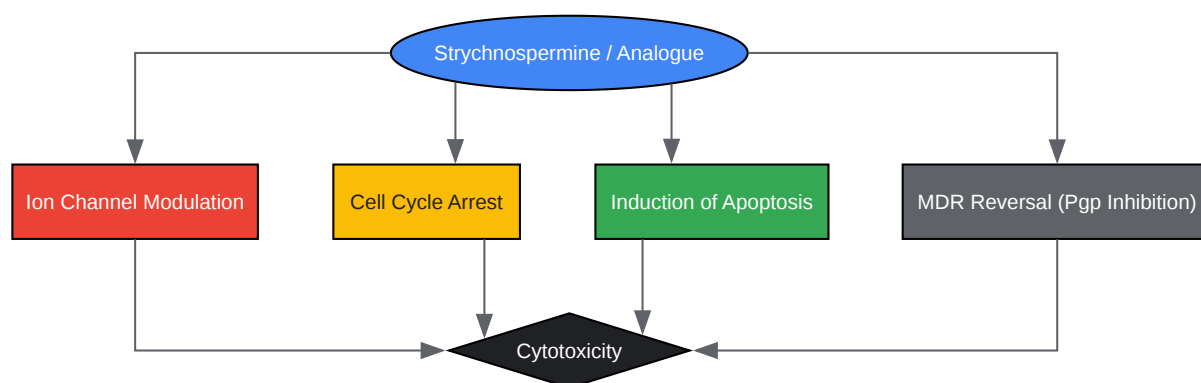 Strychnospermine / Analogue
Ion Channel Modulation
Cell Cycle Arrest
Induction of Apoptosis
MDR Reversal (Pgp Inhibition)
Cytotoxicity